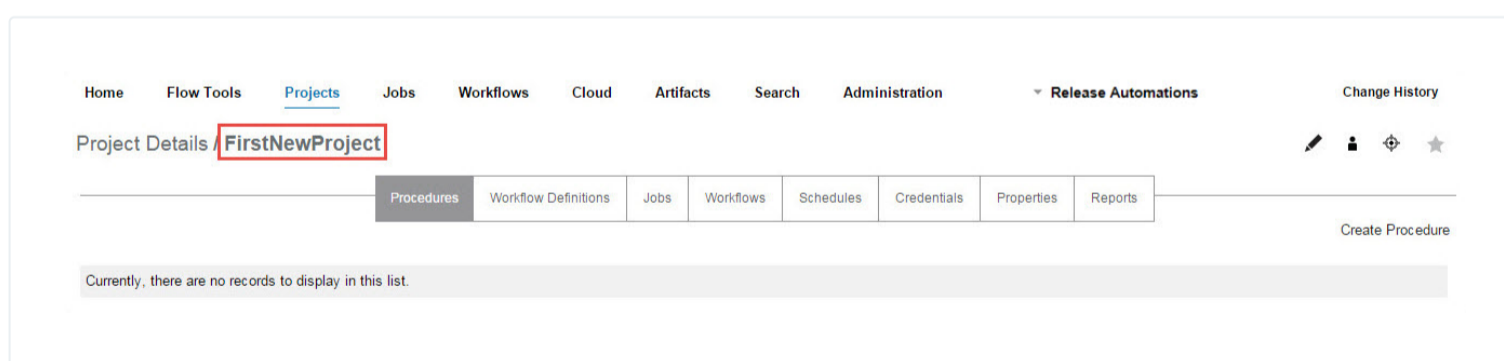 Home Flow Tools Projects Jobs Workflows Cloud Artifacts Search Administration Release Automations Change History
Project Details / FirstNewProject
Procedures Workflow Definitions Jobs Workflows Schedules Credentials Properties Reports
Create Procedure
Currently, there are no records to display in this list.